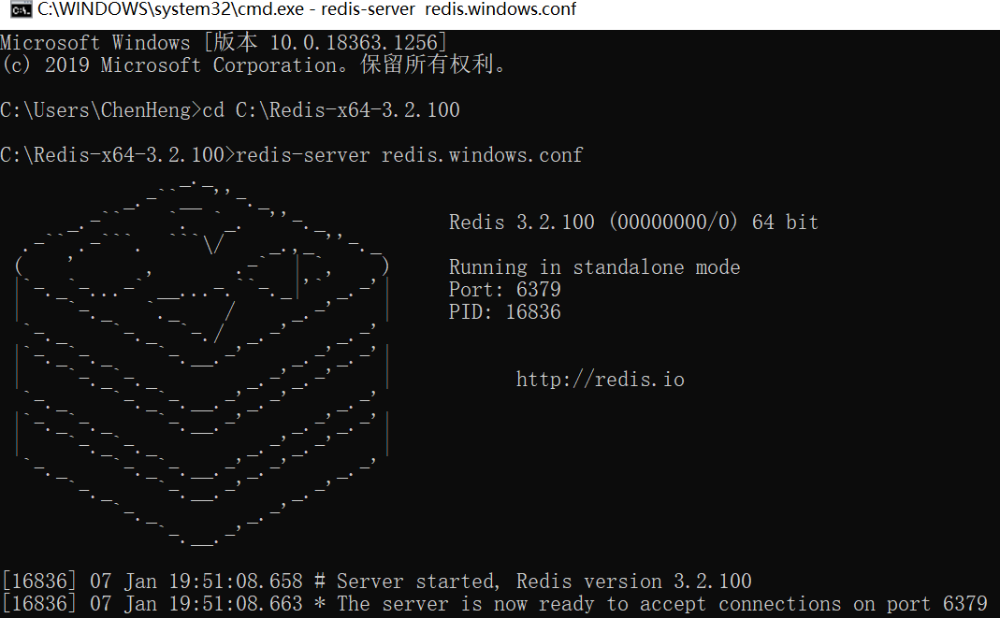 C:\WINDOWS\system32\cmd.exe - redis-server  redis.windows.conf
Microsoft Windows [版本 10.0.18363.1256]
(c) 2019 Microsoft Corporation。保留所有权利。
C:\Users\ChenHeng>cd C:\Redis-x64-3.2.100
C:\Redis-x64-3.2.100>redis-server redis.windows.conf
Redis 3.2.100 (00000000/0) 64 bit
Running in standalone mode
Port: 6379
PID: 16836
http://redis.io
[16836] 07 Jan 19:51:08.658 # Server started, Redis version 3.2.100
[16836] 07 Jan 19:51:08.663 * The server is now ready to accept connections on port 6379